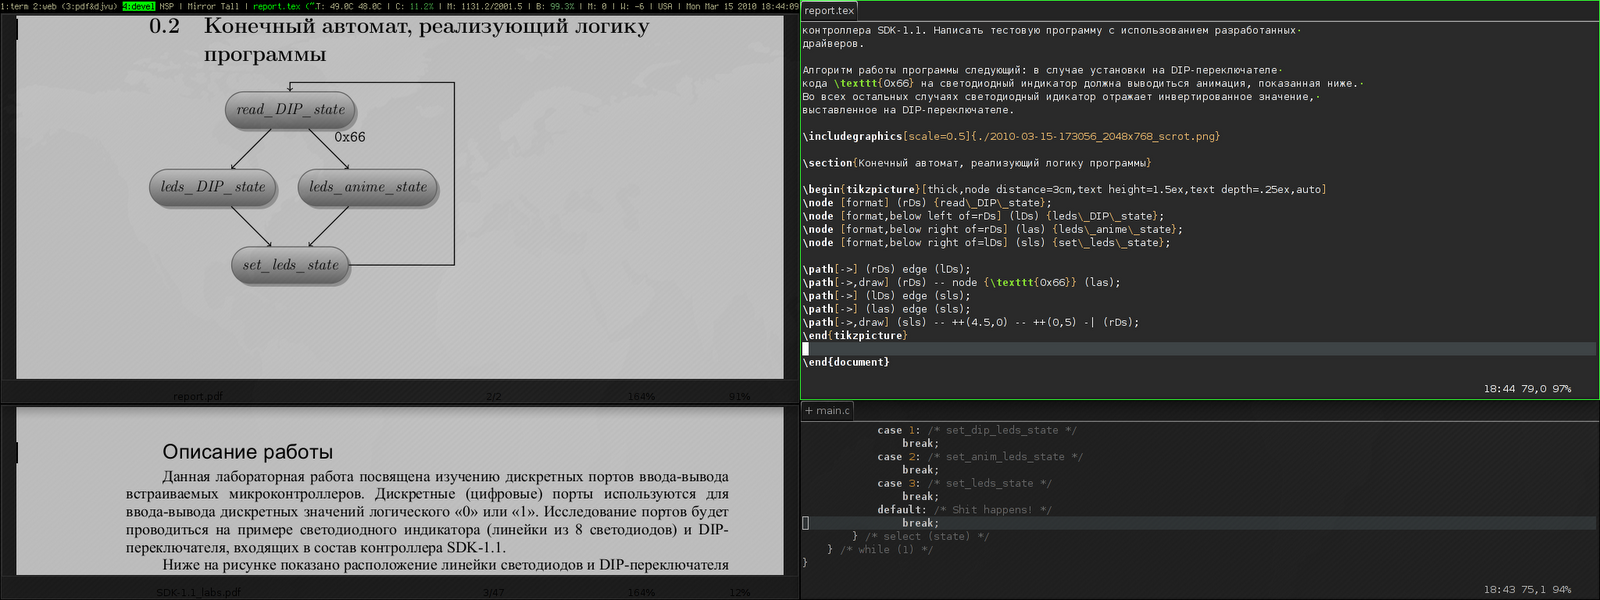 1:term 2:web (3:pdf&djvu) 4:devel NSP | Mirror Tall | report.tex ("T: 49.0C 48.0C | C: 11.2% | M: 1131.2/2001.5 | B: 99.3% | M: 0 | W: -6 | USA | Mon Mar 15 2010 18:44:09
0.2 Конечный автомат, реализующий логику
программы
read_DIP_state
0x66
leds_DIP_state
leds_anime_state
set_leds_state
report.pdf 2/2 164% 91%
Описание работы
Данная лабораторная работа посвящена изучению дискретных портов ввода-вывода
встраиваемых микроконтроллеров. Дискретные (цифровые) порты используются для
ввода-вывода дискретных значений логического «0» или «1». Исследование портов будет
проводиться на примере светодиодного индикатора (линейки из 8 светодиодов) и DIP-
переключателя, входящих в состав контроллера SDK-1.1.
Ниже на рисунке показано расположение линейки светодиодов и DIP-переключателя
SDK-1.1_labs.pdf 3/47 164% 12%
report.tex
контроллера SDK-1.1. Написать тестовую программу с использованием разработанных·
драйверов.
Алгоритм работы программы следующий: в случае установки на DIP-переключателе·
кода \texttt{0x66} на светодиодный индикатор должна выводиться анимация, показанная ниже.·
Во всех остальных случаях светодиодный идикатор отражает инвертированное значение,·
выставленное на DIP-переключателе.
\includegraphics[scale=0.5]{./2010-03-15-173056_2048x768_scrot.png}
\section{Конечный автомат, реализующий логику программы}
\begin{tikzpicture}[thick,node distance=3cm,text height=1.5ex,text depth=.25ex,auto]
\node [format] (rDs) {read\_DIP\_state};
\node [format,below left of=rDs] (lDs) {leds\_DIP\_state};
\node [format,below right of=rDs] (las) {leds\_anime\_state};
\node [format,below right of=lDs] (sls) {set\_leds\_state};
\path[->] (rDs) edge (lDs);
\path[->,draw] (rDs) -- node {\texttt{0x66}} (las);
\path[->] (lDs) edge (sls);
\path[->] (las) edge (sls);
\path[->,draw] (sls) -- ++(4.5,0) -- ++(0,5) -| (rDs);
\end{tikzpicture}
\end{document}
18:44 79,0 97%
+ main.c
case 1: /* set_dip_leds_state */
break;
case 2: /* set_anim_leds_state */
break;
case 3: /* set_leds_state */
break;
default: /* Shit happens! */
break;
} /* select (state) */
} /* while (1) */
}
18:43 75,1 94%